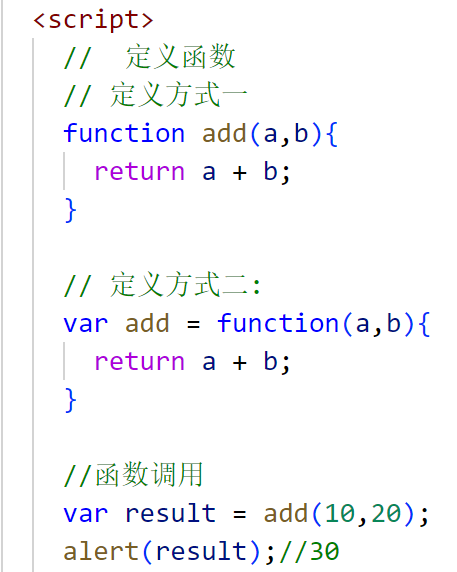 <script>
//  定义函数
// 定义方式一
function add(a,b){
return a + b;
}
// 定义方式二:
var add = function(a,b){
return a + b;
}
//函数调用
var result = add(10,20);
alert(result);//30